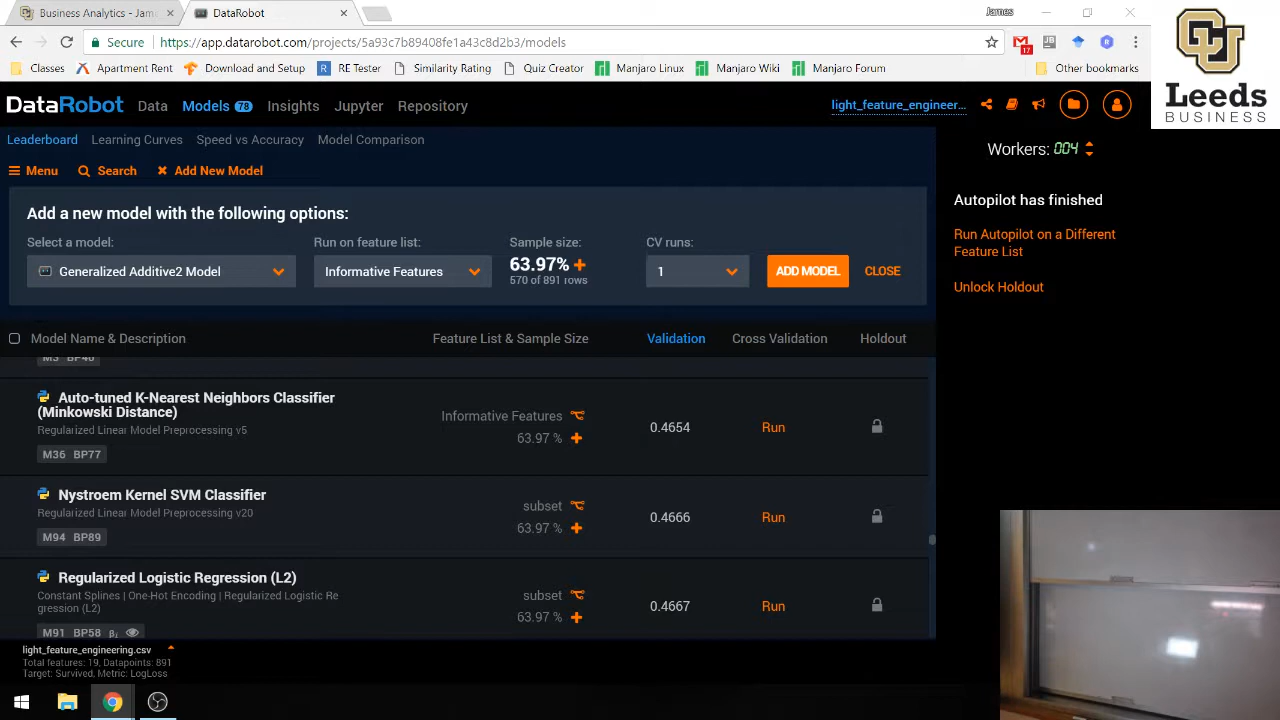 Business Analytics - Jam
DataRobot
James
Secure
https://app.datarobot.com/projects/5a93c7b89408fe1a43c8d2b3/models
17
Classes
Apartment Rent
Download and Setup
RE Tester
Similarity Rating
Quiz Creator
Manjaro Linux
Manjaro Wiki
Manjaro Forum
Other bookmarks
CU
Leeds
BUSINESS
DataRobot
Data
Models 78
Insights
Jupyter
Repository
light_feature_engineer...
Leaderboard
Learning Curves
Speed vs Accuracy
Model Comparison
Workers: 004
Menu
Search
Add New Model
Autopilot has finished
Run Autopilot on a Different
Feature List
Unlock Holdout
Add a new model with the following options:
Select a model:
Run on feature list:
Sample size:
CV runs:
Generalized Additive2 Model
Informative Features
63.97%
570 of 891 rows
1
ADD MODEL
CLOSE
Model Name & Description
Feature List & Sample Size
Validation
Cross Validation
Holdout
Auto-tuned K-Nearest Neighbors Classifier
(Minkowski Distance)
Regularized Linear Model Preprocessing v5
M36 BP77
Informative Features
63.97 %
0.4654
Run
Nystroem Kernel SVM Classifier
Regularized Linear Model Preprocessing v20
M94 BP89
subset
63.97 %
0.4666
Run
Regularized Logistic Regression (L2)
Constant Splines | One-Hot Encoding | Regularized Logistic Re
gression (L2)
M91 BP58 βi
subset
63.97 %
0.4667
Run
light_feature_engineering.csv
Total features: 19, Datapoints: 891
Target: Survived, Metric: LogLoss